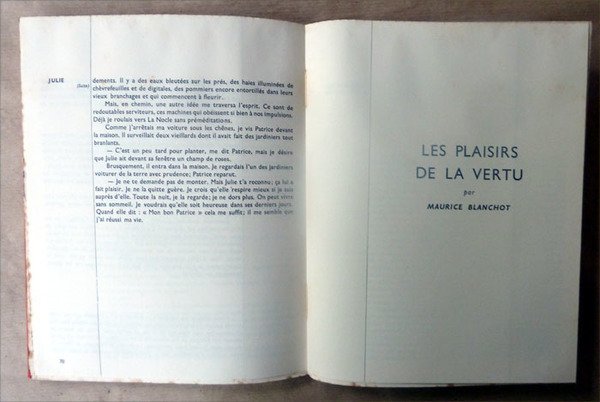 JULIE
(Suite)
dements. Il y a des eaux bleutées sur les prés, des haies illuminées de
chèvrefeuilles et de digitales, des pommiers encore entortillés dans leurs
vieux branchages et qui commencent à fleurir...
Mais, en chemin, une autre idée me traversa l'esprit. Ce sont de
redoutables serviteurs, ces machines qui obéissent si bien à nos impulsions.
Déjà je roulais vers La Nocle sans préméditations.
Comme j'arrêtais ma voiture sous les chênes, je vis Patrice devant
la maison. Il surveillait deux vieillards dont il avait fait des jardiniers tout
branlants.
— C'est un peu tard pour planter, me dit Patrice, mais je désire
que Julie ait devant sa fenêtre un champ de roses.
Brusquement, il entra dans la maison. Je regardais l'un des jardiniers
voiturer de la terre avec prudence; Patrice reparut.
— Je ne te demande pas de monter. Mais Julie t'a reconnu; ça lui a
fait plaisir. Je ne la quitte guère. Je crois qu'elle respire mieux si je suis
auprès d'elle. Toute la nuit, je la regarde; je ne dors plus. On peut vivre
sans sommeil. Je voudrais qu'elle soit heureuse dans ses derniers jours.
Quand elle dit : « Mon bon Patrice » cela me suffit; il me semble que
j'ai réussi ma vie.
LES PLAISIRS
DE LA VERTU
par
MAURICE BLANCHOT